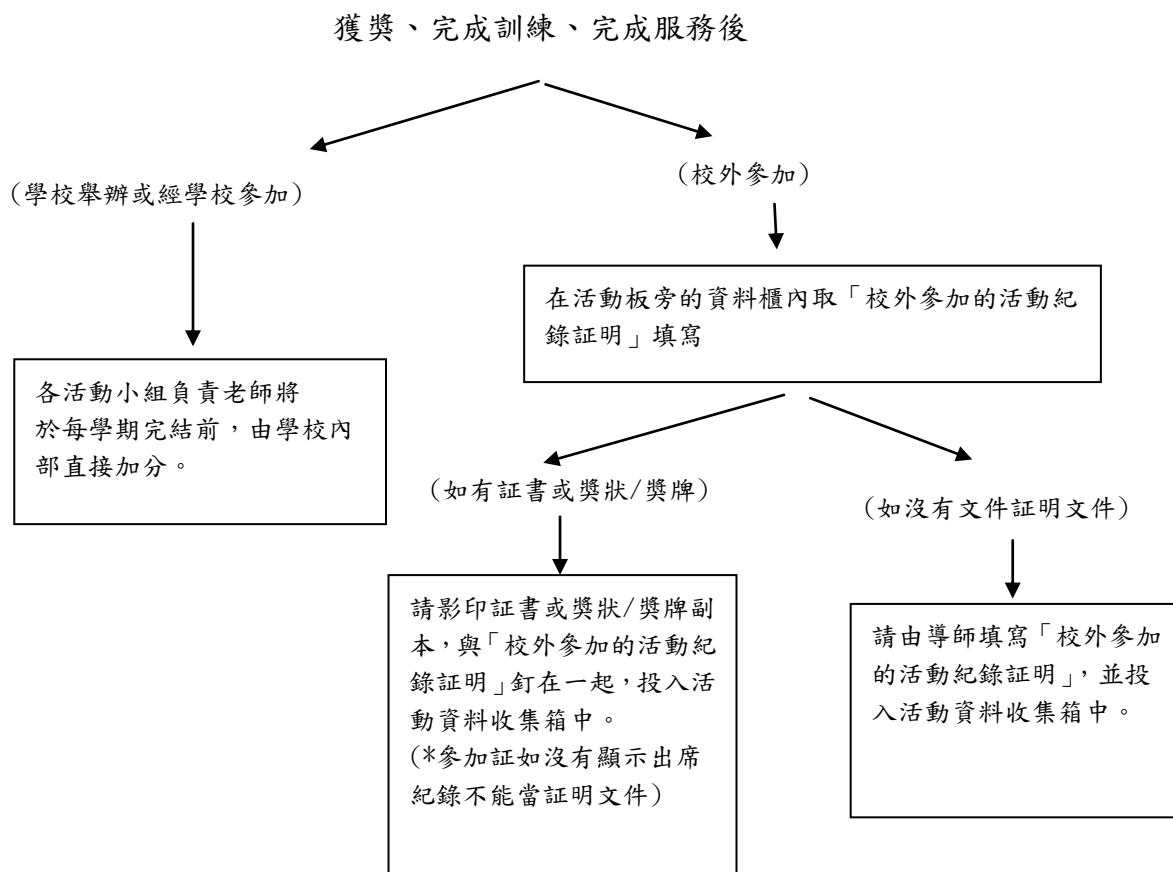 獲獎、完成訓練、完成服務後
(學校舉辦或經學校參加)
(校外參加)
在活動板旁的資料櫃內取「校外參加的活動紀
錄証明」填寫
各活動小組負責老師將
於每學期完結前，由學校內
部直接加分。
(如有証書或獎狀/獎牌)
(如沒有文件証明文件)
請影印証書或獎狀/獎牌副
本，與「校外參加的活動紀
錄証明」釘在一起，投入活
動資料收集箱中。
(*參加証如沒有顯示出席
紀錄不能當証明文件)
請由導師填寫「校外參加
的活動紀錄証明」，並投
入活動資料收集箱中。